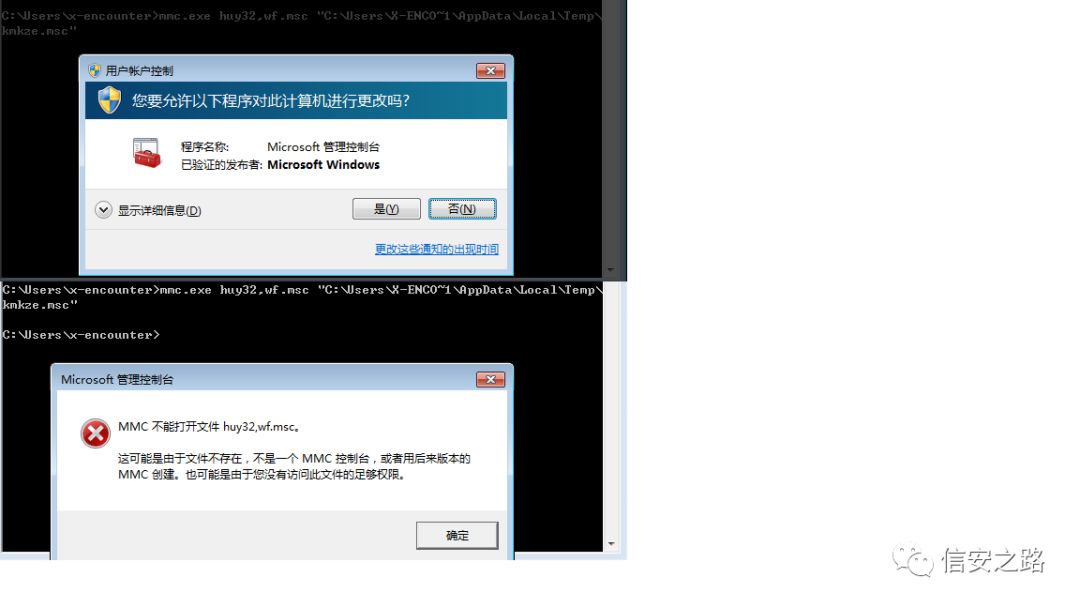 C:\Users\x-encounter>mmc.exe huy32,wf.msc "C:\Users\X-ENCO~1\AppData\Local\Temp\
kmkze.msc"
用户帐户控制
您要允许以下程序对此计算机进行更改吗?
程序名称: Microsoft 管理控制台
已验证的发布者: Microsoft Windows
显示详细信息(D)
是(Y) 否(N)
更改这些通知的出现时间
C:\Users\x-encounter>mmc.exe huy32,wf.msc "C:\Users\X-ENCO~1\AppData\Local\Temp\
kmkze.msc"
C:\Users\x-encounter>
Microsoft 管理控制台
MMC 不能打开文件 huy32,wf.msc。
这可能是由于文件不存在，不是一个 MMC 控制台，或者用后来版本的
MMC 创建。也可能是由于您没有访问此文件的足够权限。
确定
信安之路